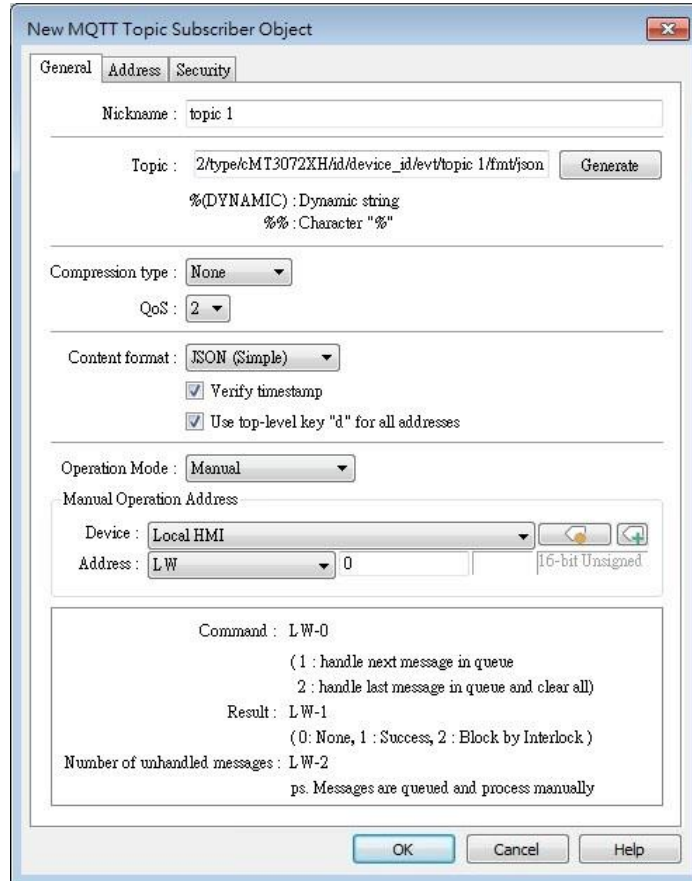 New MQTT Topic Subscriber Object
General Address Security
Nickname : topic 1
Topic : 2/type/cMT3072XH/id/device_id/evt/topic 1/fmt/json Generate
%(DYNAMIC) : Dynamic string
%% : Character "%"
Compression type : None
QoS : 2
Content format : JSON (Simple)
Verify timestamp
Use top-level key "d" for all addresses
Operation Mode : Manual
Manual Operation Address
Device : Local HMI
Address : LW 0 16-bit Unsigned
Command : LW-0
( 1 : handle next message in queue
2 : handle last message in queue and clear all)
Result : LW-1
( 0: None, 1 : Success, 2 : Block by Interlock )
Number of unhandled messages : LW-2
ps. Messages are queued and process manually
OK Cancel Help